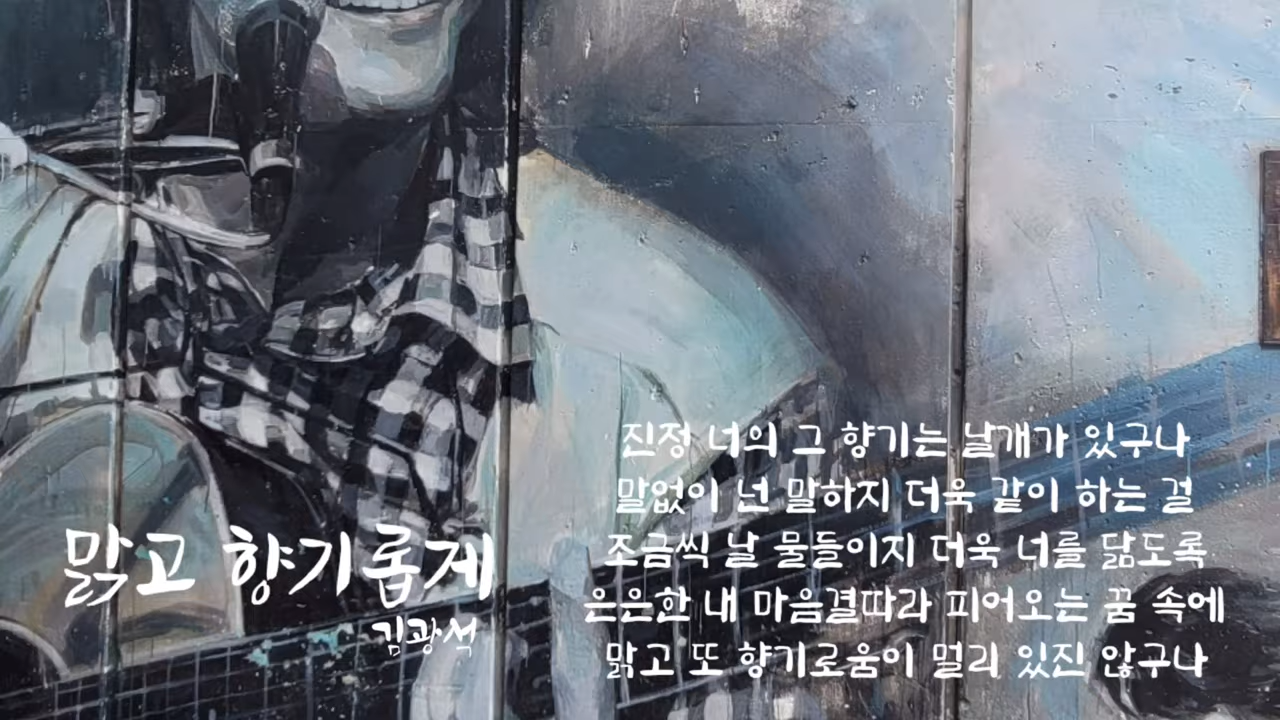 맑고 향기롭게
김광석
진정 너의 그 향기는 날개가 있구나
말없이 넌 말하지 더욱 같이 하는 걸
조금씩 날 물들이지 더욱 너를 닮도록
은은한 내 마음결따라 피어오는 꿈 속에
맑고 또 향기로움이 멀리 있진 않구나